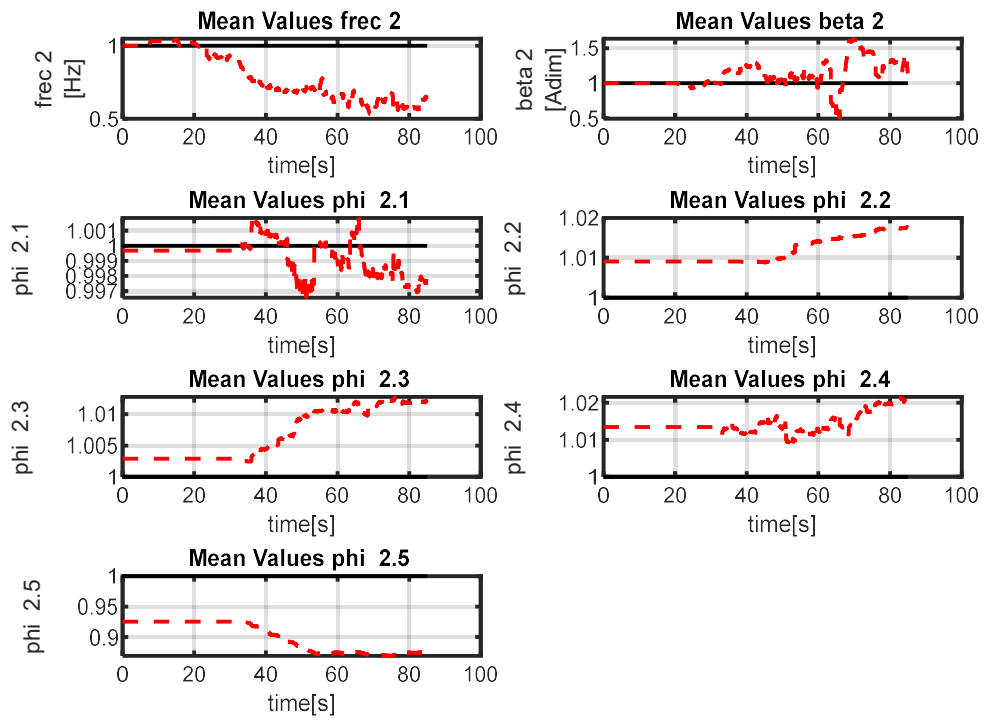 Mean Values frec 2
frec 2
[Hz]
1
0.5
0 20 40 60 80 100
time[s]
Mean Values beta 2
beta 2
[Adim]
1.5
1
0.5
0 20 40 60 80 100
time[s]
Mean Values phi  2.1
phi  2.1
1.001
1
0.999
0.998
0.997
0 20 40 60 80 100
time[s]
Mean Values phi  2.2
phi  2.2
1.02
1.01
1
0 20 40 60 80 100
time[s]
Mean Values phi  2.3
phi  2.3
1.01
1.005
1
0 20 40 60 80 100
time[s]
Mean Values phi  2.4
phi  2.4
1.02
1.01
1
0 20 40 60 80 100
time[s]
Mean Values phi  2.5
phi  2.5
1
0.95
0.9
0 20 40 60 80 100
time[s]